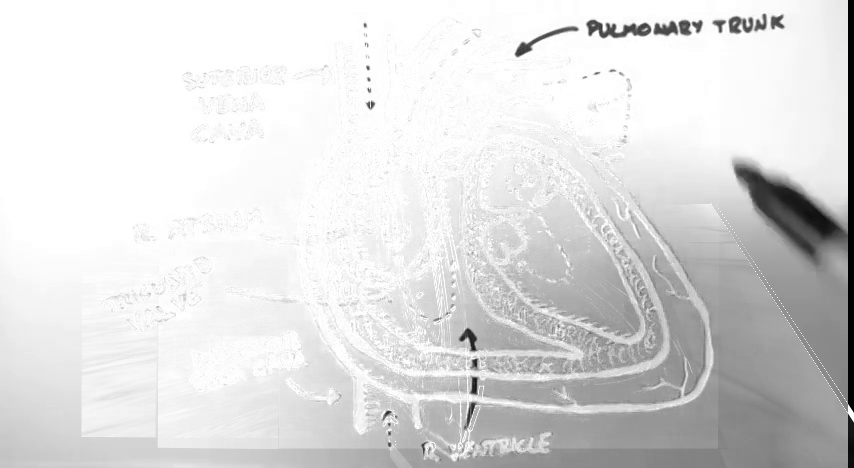 PULMONARY TRUNK
SUPERIOR
VENA
CAVA
R. ATRIUM
TRICUSPID
VALVE
R. VENTRICLE